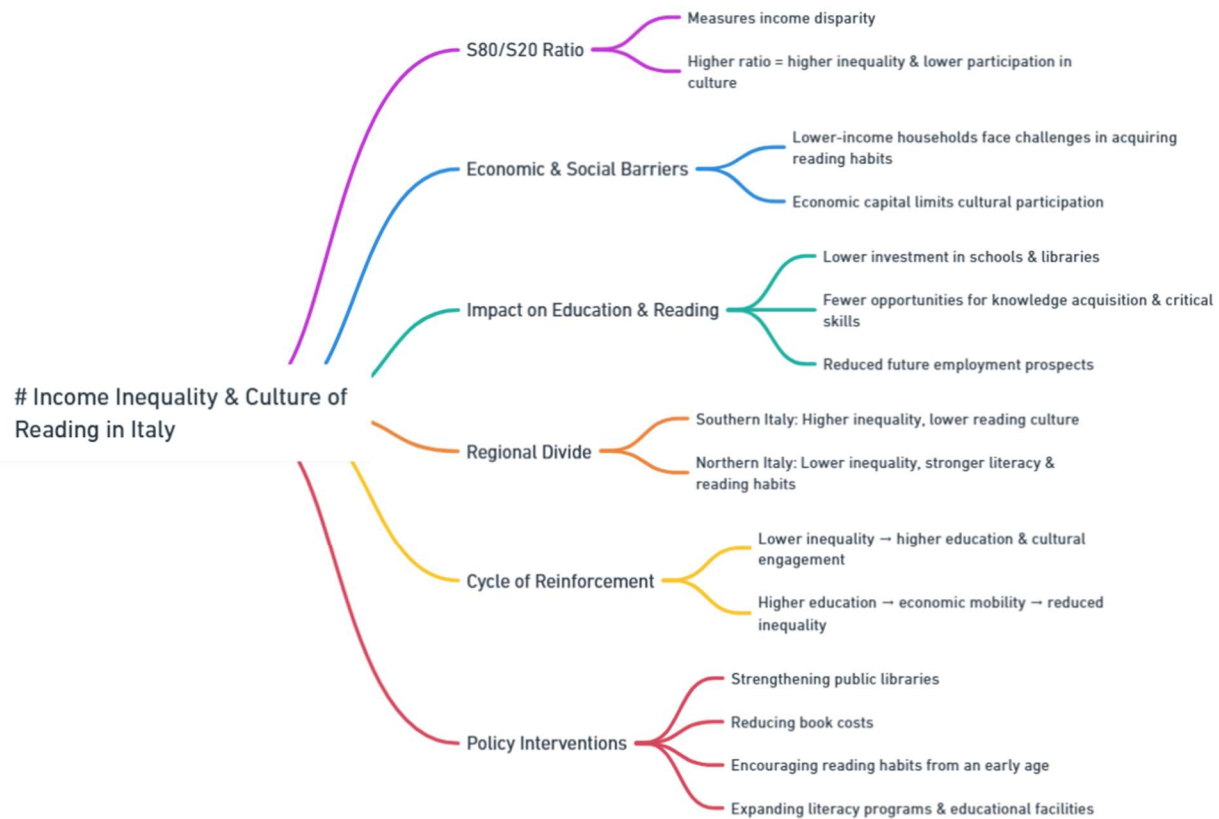 # Income Inequality & Culture of
Reading in Italy
S80/S20 Ratio
Measures income disparity
Higher ratio = higher inequality & lower participation in
culture
Economic & Social Barriers
Lower-income households face challenges in acquiring
reading habits
Economic capital limits cultural participation
Impact on Education & Reading
Lower investment in schools & libraries
Fewer opportunities for knowledge acquisition & critical
skills
Reduced future employment prospects
Regional Divide
Southern Italy: Higher inequality, lower reading culture
Northern Italy: Lower inequality, stronger literacy &
reading habits
Cycle of Reinforcement
Lower inequality → higher education & cultural
engagement
Higher education → economic mobility → reduced
inequality
Policy Interventions
Strengthening public libraries
Reducing book costs
Encouraging reading habits from an early age
Expanding literacy programs & educational facilities